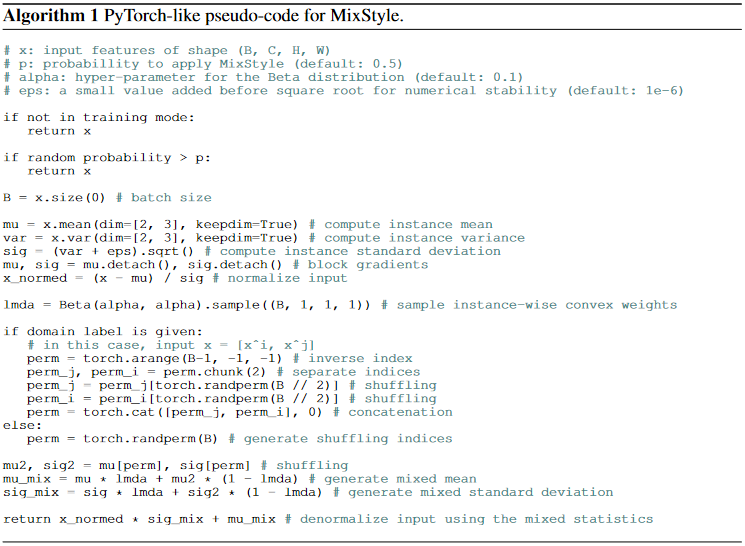 Algorithm 1 PyTorch-like pseudo-code for MixStyle.
# x: input features of shape (B, C, H, W)
# p: probabillity to apply MixStyle (default: 0.5)
# alpha: hyper-parameter for the Beta distribution (default: 0.1)
# eps: a small value added before square root for numerical stability (default: 1e-6)
if not in training mode:
return x
if random probability > p:
return x
B = x.size(0) # batch size
mu = x.mean(dim=[2, 3], keepdim=True) # compute instance mean
var = x.var(dim=[2, 3], keepdim=True) # compute instance variance
sig = (var + eps).sqrt() # compute instance standard deviation
mu, sig = mu.detach(), sig.detach() # block gradients
x_normed = (x - mu) / sig # normalize input
lmda = Beta(alpha, alpha).sample((B, 1, 1, 1)) # sample instance-wise convex weights
if domain label is given:
# in this case, input x = [x^i, x^j]
perm = torch.arange(B-1, -1, -1) # inverse index
perm_j, perm_i = perm.chunk(2) # separate indices
perm_j = perm_j[torch.randperm(B // 2)] # shuffling
perm_i = perm_i[torch.randperm(B // 2)] # shuffling
perm = torch.cat([perm_j, perm_i], 0) # concatenation
else:
perm = torch.randperm(B) # generate shuffling indices
mu2, sig2 = mu[perm], sig[perm] # shuffling
mu_mix = mu * lmda + mu2 * (1 - lmda) # generate mixed mean
sig_mix = sig * lmda + sig2 * (1 - lmda) # generate mixed standard deviation
return x_normed * sig_mix + mu_mix # denormalize input using the mixed statistics